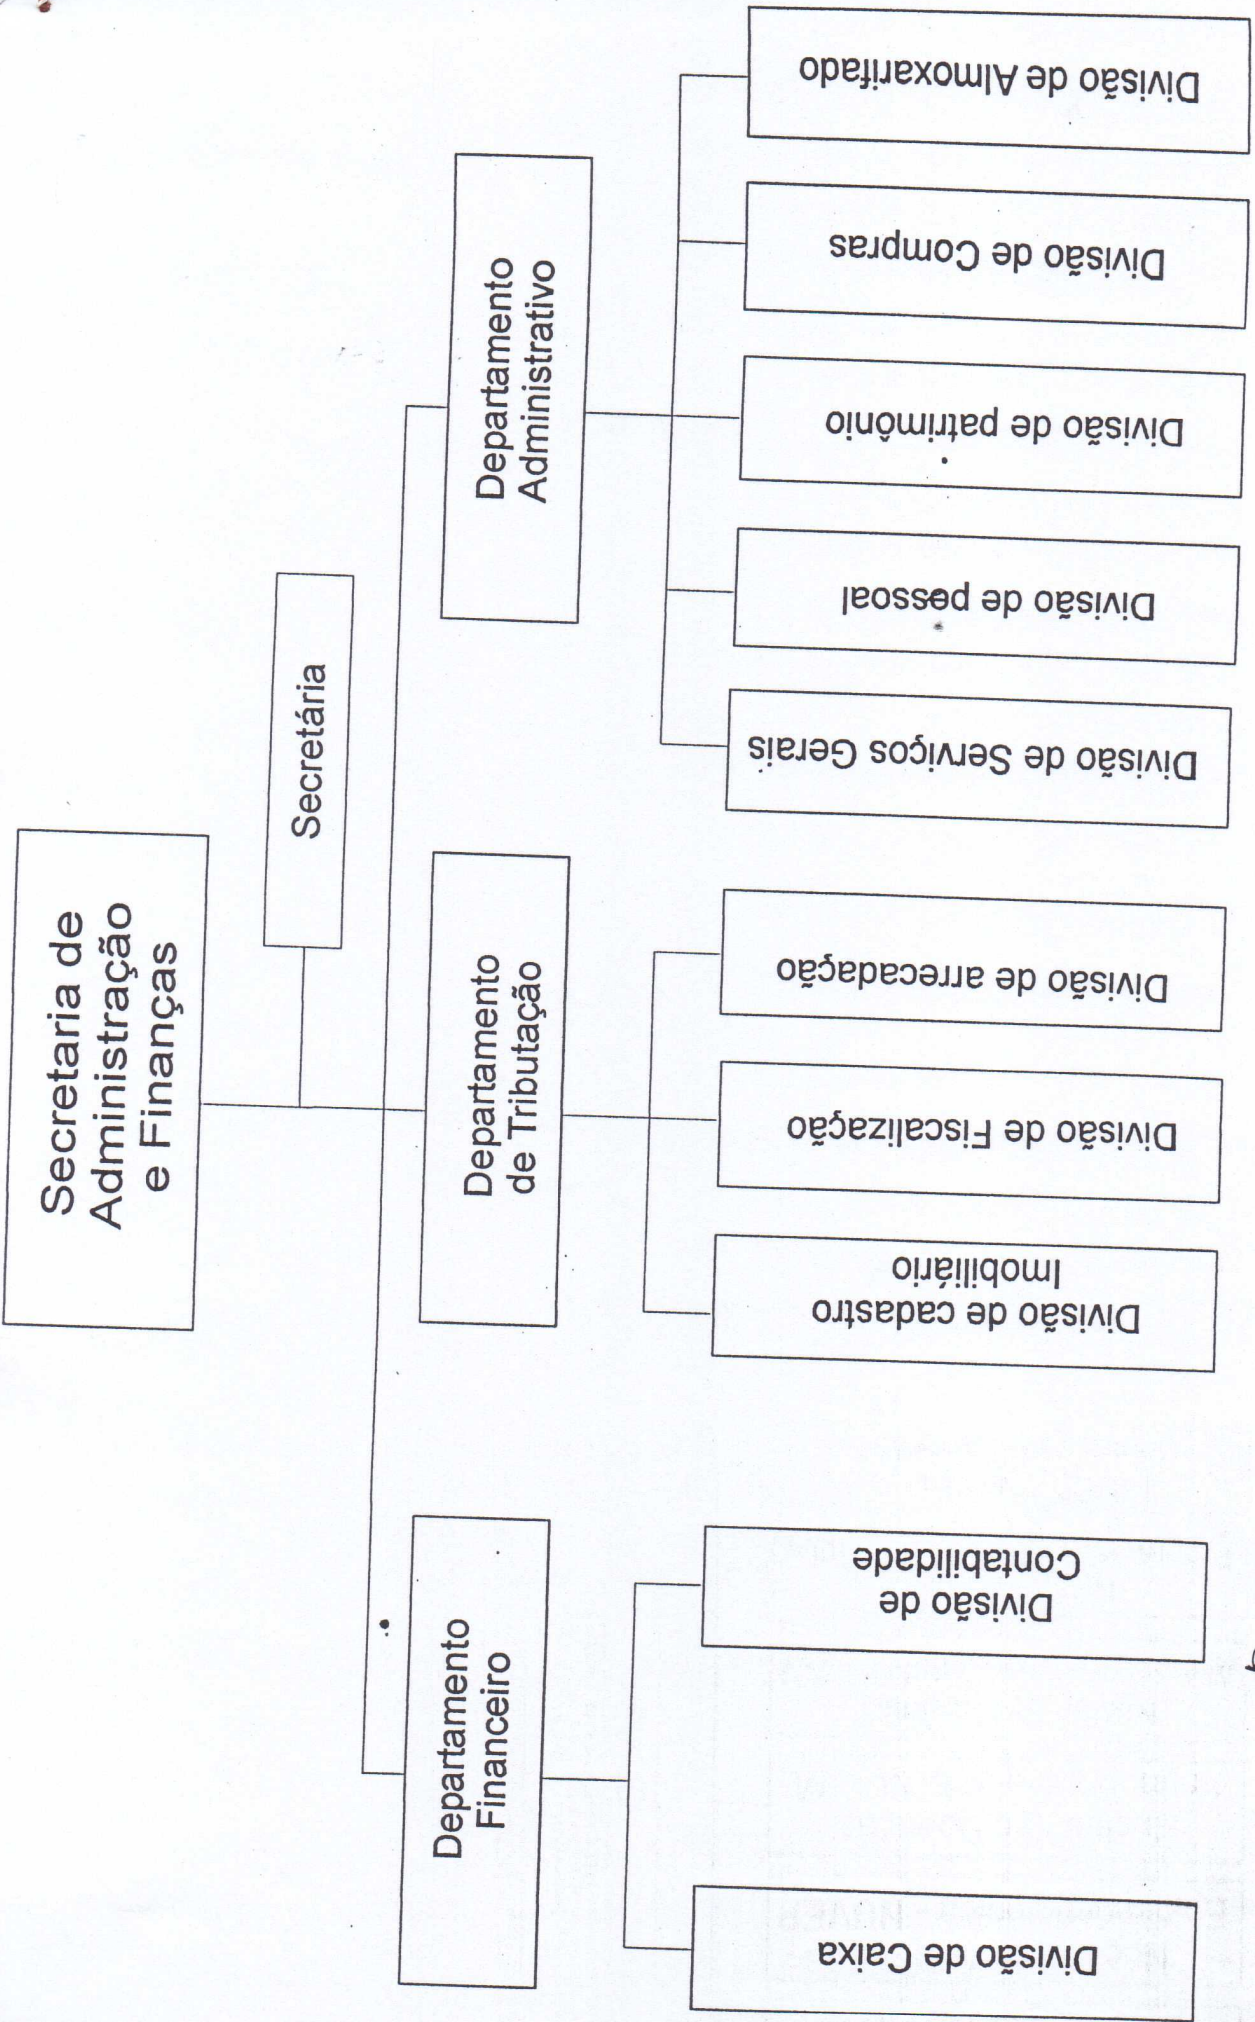 Secretaria de
Administração
e Finanças
Secretária
Departamento
Financeiro
Departamento
de Tributação
Departamento
Administrativo
Divisão de Caixa
Divisão de
Contabilidade
Divisão de cadastro
Imobiliário
Divisão de Fiscalização
Divisão de arrecadação
Divisão de Serviços Gerais
Divisão de pessoal
Divisão de patrimônio
Divisão de Compras
Divisão de Almoxarifado